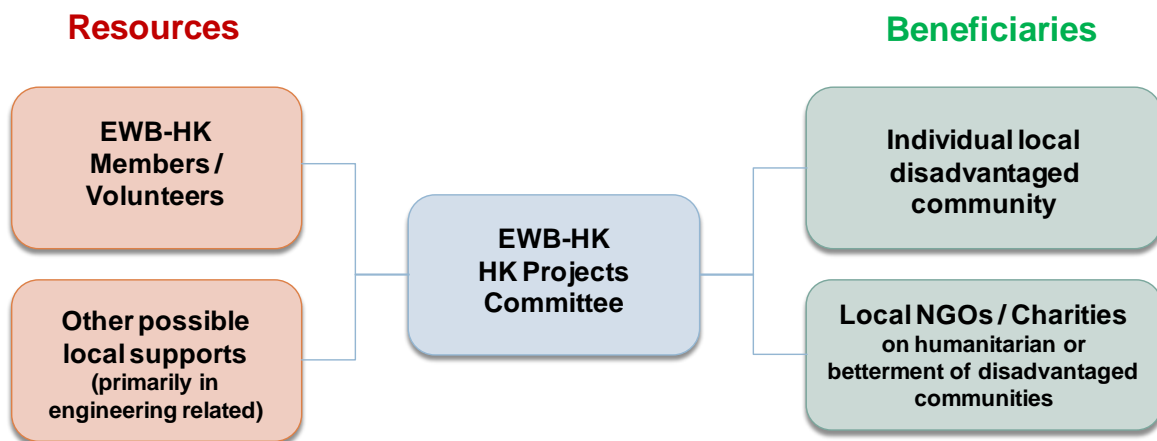 Resources
Beneficiaries
EWB-HK
Members /
Volunteers
Other possible
local supports
(primarily in
engineering related)
EWB-HK
HK Projects
Committee
Individual local
disadvantaged
community
Local NGOs / Charities
on humanitarian or
betterment of disadvantaged
communities